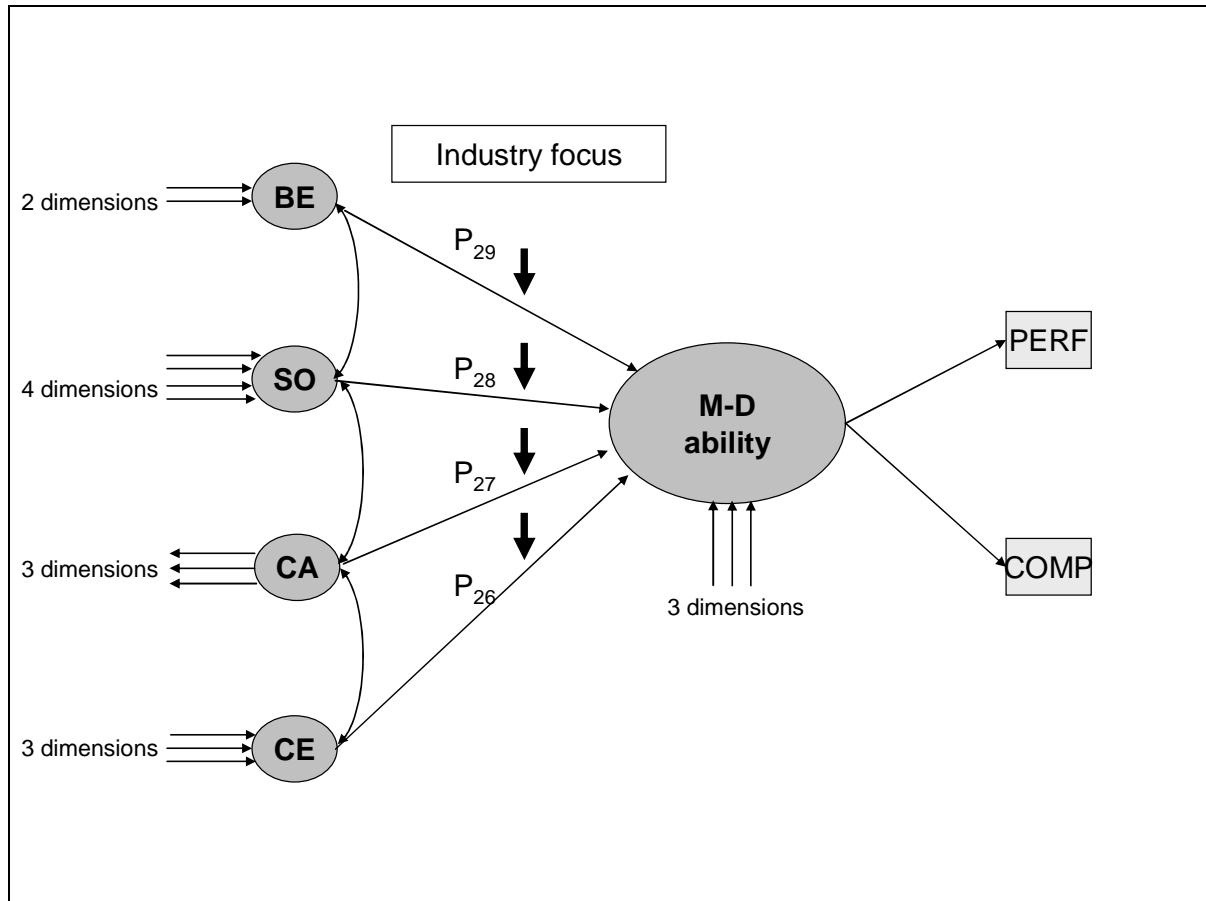 Industry focus
2 dimensions
BE
P29
PERF
4 dimensions
SO
P28
M-D
ability
P27
3 dimensions
CA
COMP
P26
3 dimensions
3 dimensions
CE